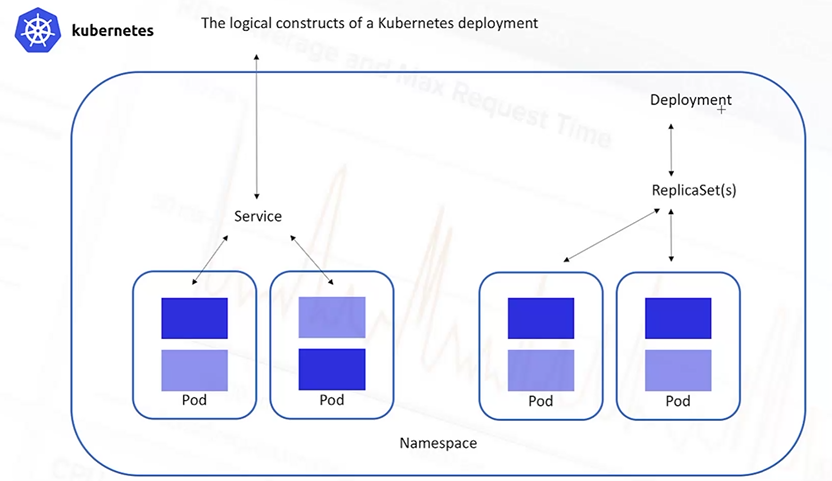 kubernetes
The logical constructs of a Kubernetes deployment
RDS Average and Max Request Time
Deployment
ReplicaSet(s)
Service
Pod
Pod
Pod
Pod
Namespace